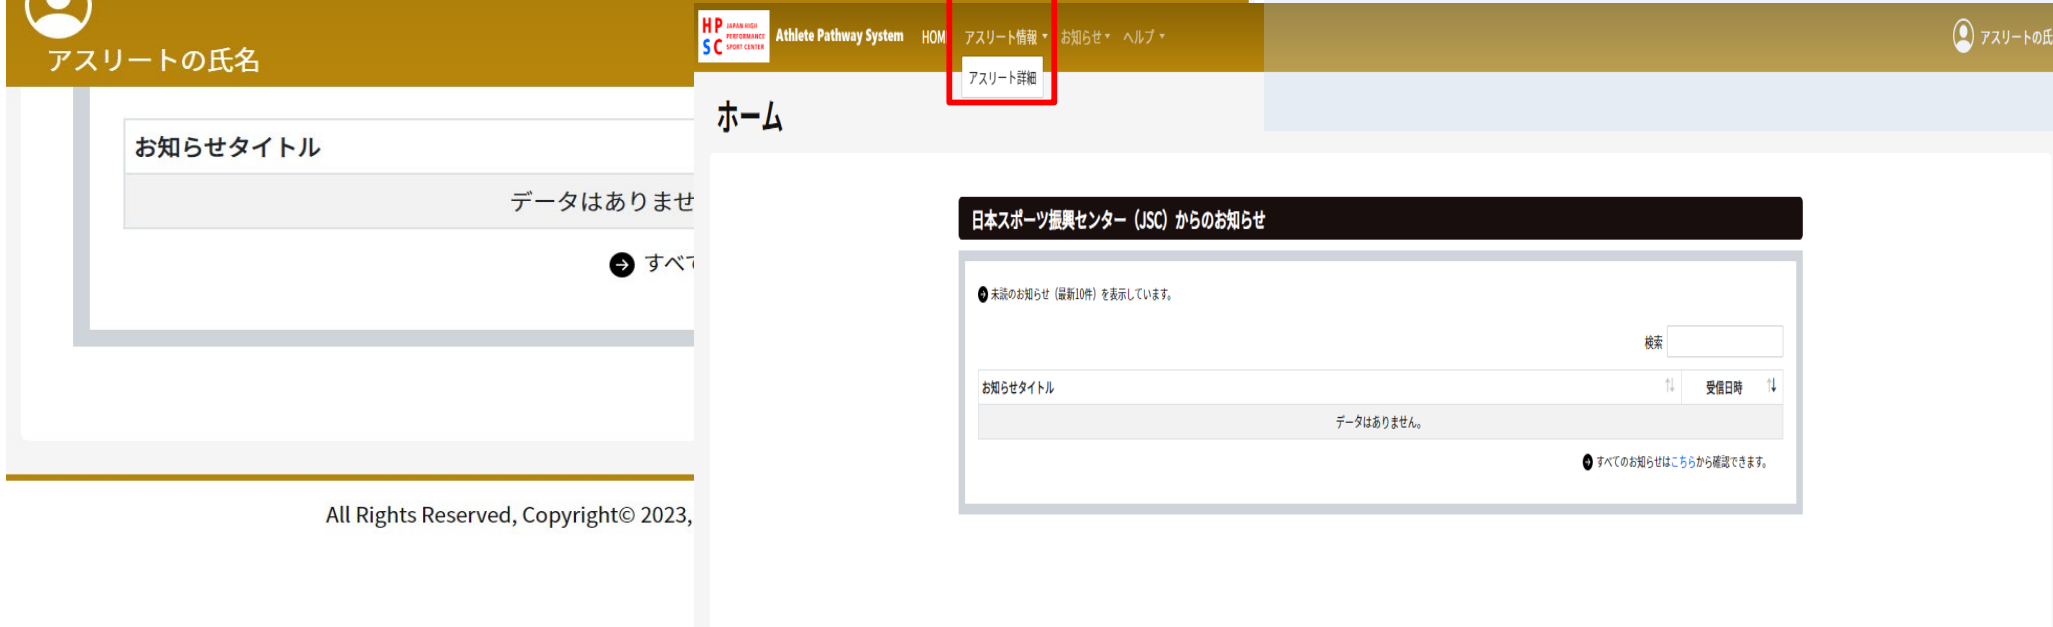 アスリートの氏名
お知らせタイトル
データはありませ
すべて
All Rights Reserved, Copyright© 2023,
HP SC JAPAN HIGH PERFORMANCE SPORT CENTER
Athlete Pathway System HOM アスリート情報 お知らせ ヘルプ アスリートの氏
アスリート詳細
ホーム
日本スポーツ振興センター（JSC）からのお知らせ
未読のお知らせ（最新10件）を表示しています。
検索
お知らせタイトル 受信日時
データはありません。
すべてのお知らせはこちらから確認できます。